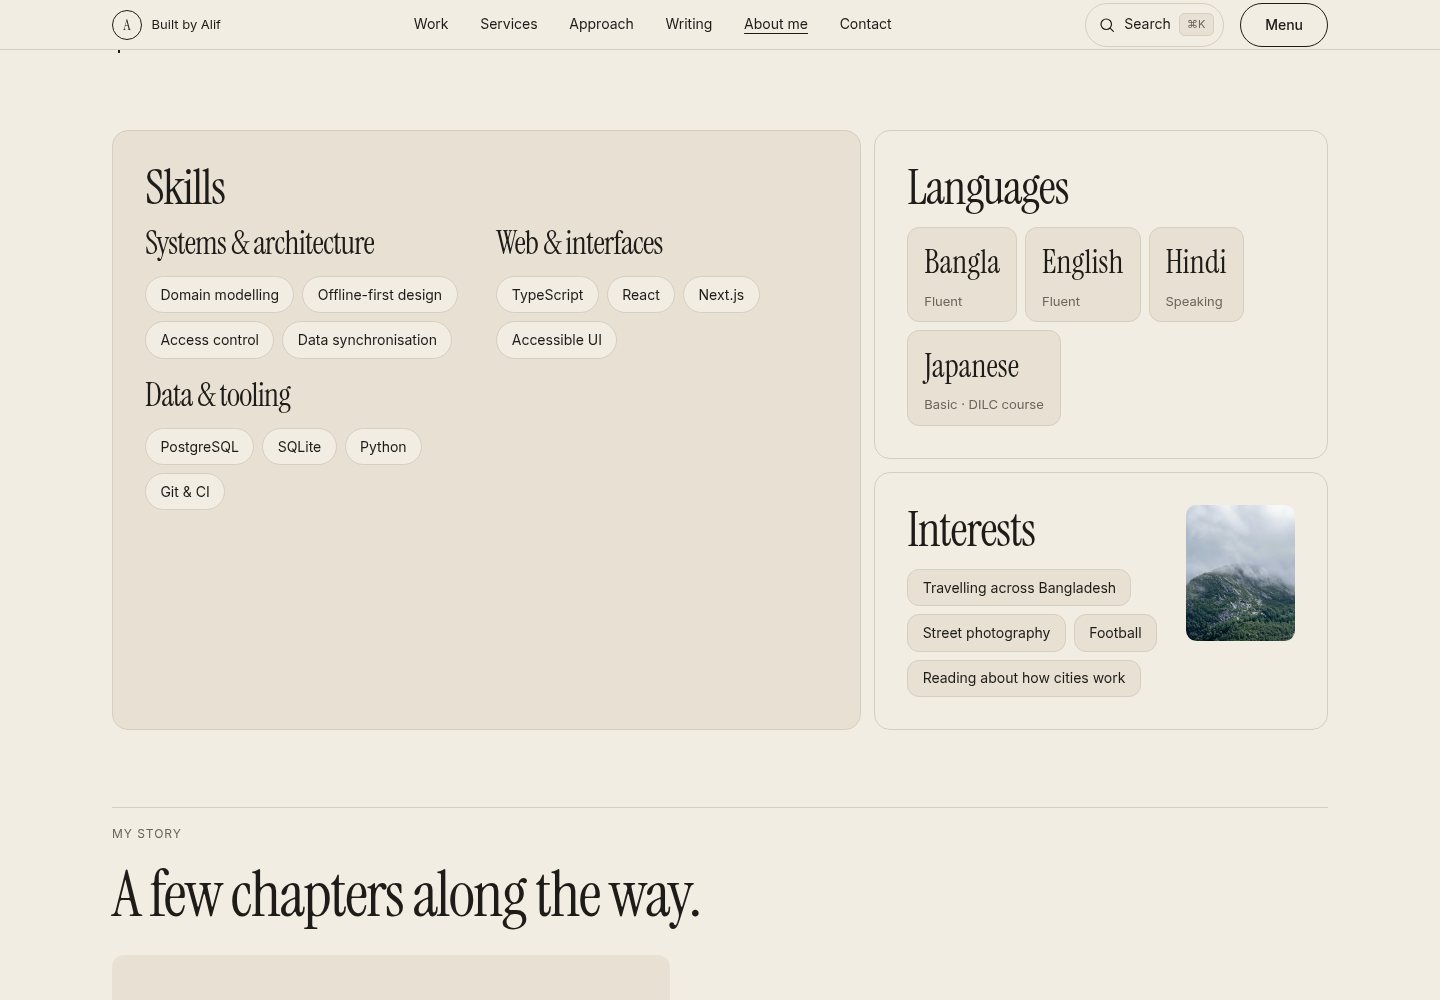 A Built by Alif
Work Services Approach Writing About me Contact
Search ⌘K
Menu
Skills
Systems & architecture
Domain modelling Offline-first design
Access control Data synchronisation
Web & interfaces
TypeScript React Next.js
Accessible UI
Data & tooling
PostgreSQL SQLite Python
Git & CI
Languages
Bangla
Fluent
English
Fluent
Hindi
Speaking
Japanese
Basic · DILC course
Interests
Travelling across Bangladesh
Street photography Football
Reading about how cities work
MY STORY
A few chapters along the way.